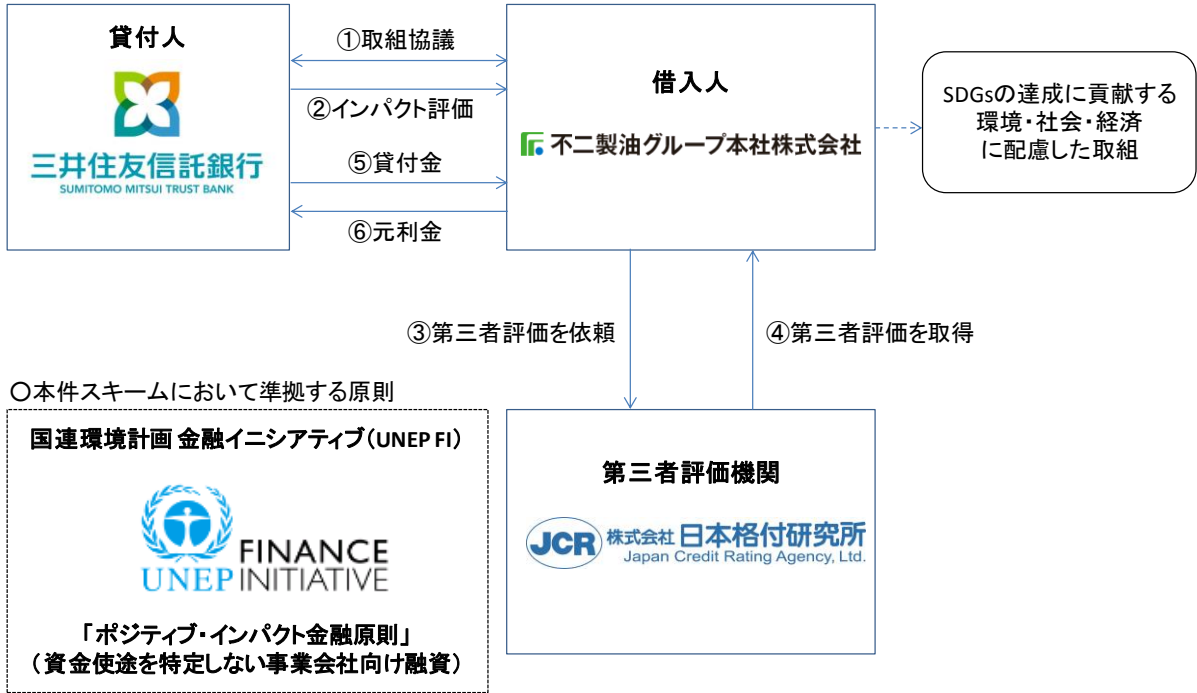 貸付人
三井住友信託銀行
SUMITOMO MITSUI TRUST BANK
①取組協議
②インパクト評価
⑤貸付金
⑥元利金
借入人
不二製油グループ本社株式会社
SDGsの達成に貢献する
環境・社会・経済
に配慮した取組
③第三者評価を依頼
④第三者評価を取得
〇本件スキームにおいて準拠する原則
国連環境計画 金融イニシアティブ(UNEP FI)
FINANCE
UNEP INITIATIVE
「ポジティブ・インパクト金融原則」
(資金使途を特定しない事業会社向け融資)
第三者評価機関
JCR 株式会社 日本格付研究所
Japan Credit Rating Agency, Ltd.